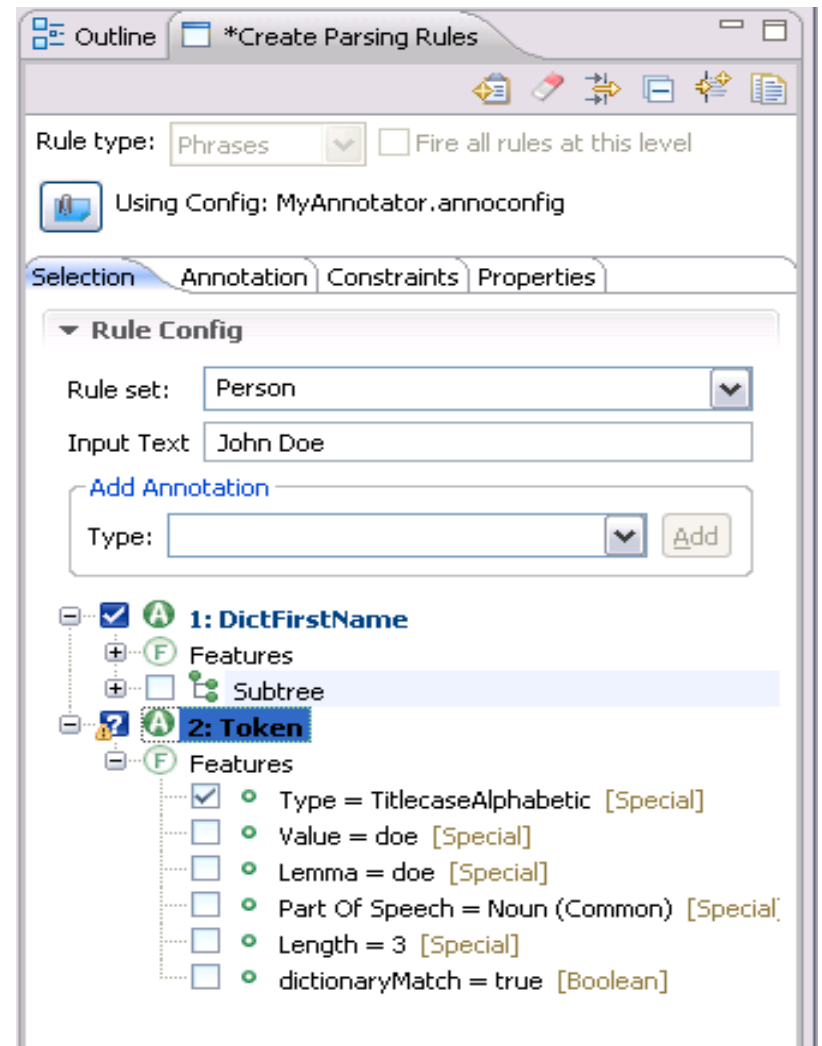 Outline *Create Parsing Rules
Rule type: Phrases Fire all rules at this level
Using Config: MyAnnotator.annoconfig
Selection Annotation Constraints Properties
Rule Config
Rule set: Person
Input Text John Doe
Add Annotation
Type: Add
A 1: DictFirstName
F Features
Subtree
? A 2: Token
F Features
Type = TitlecaseAlphabetic [Special]
Value = doe [Special]
Lemma = doe [Special]
Part Of Speech = Noun (Common) [Special]
Length = 3 [Special]
dictionaryMatch = true [Boolean]